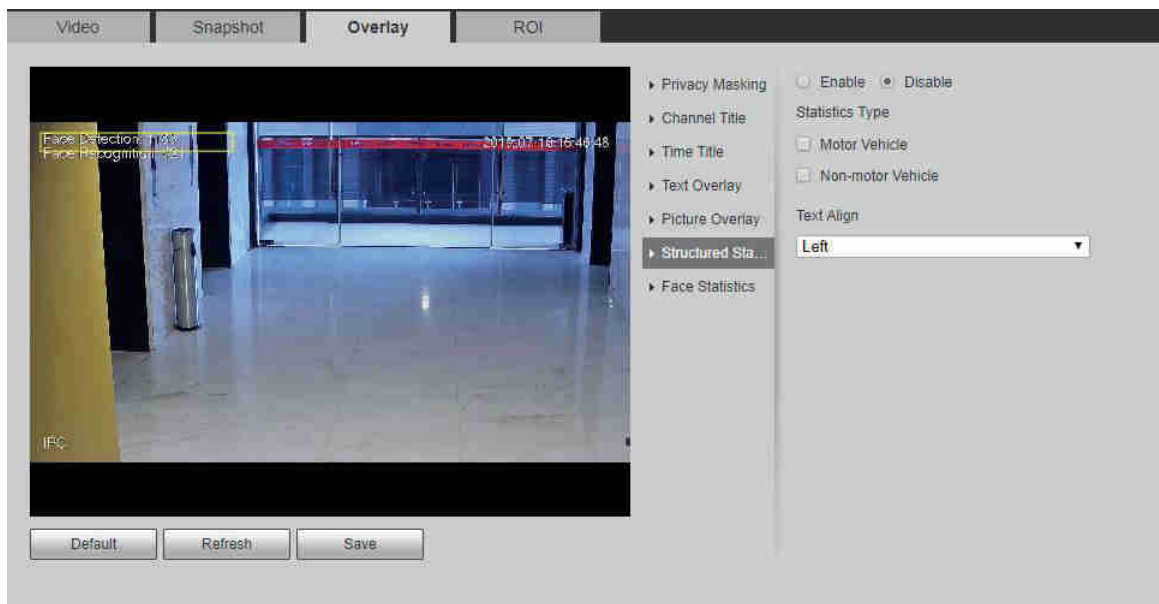 Video
Snapshot
Overlay
ROI
Face Detection:
Face Recognition:
IPC
Privacy Masking
Channel Title
Time Title
Text Overlay
Picture Overlay
Structured Sta...
Face Statistics
Enable
Disable
Statistics Type
Motor Vehicle
Non-motor Vehicle
Text Align
Left
Default
Refresh
Save